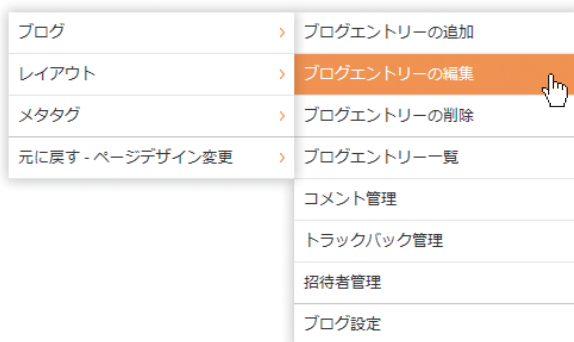 ブログ
レイアウト
メタタグ
元に戻す - ページデザイン変更
ブログエントリーの追加
ブログエントリーの編集
ブログエントリーの削除
ブログエントリー一覧
コメント管理
トラックバック管理
招待者管理
ブログ設定